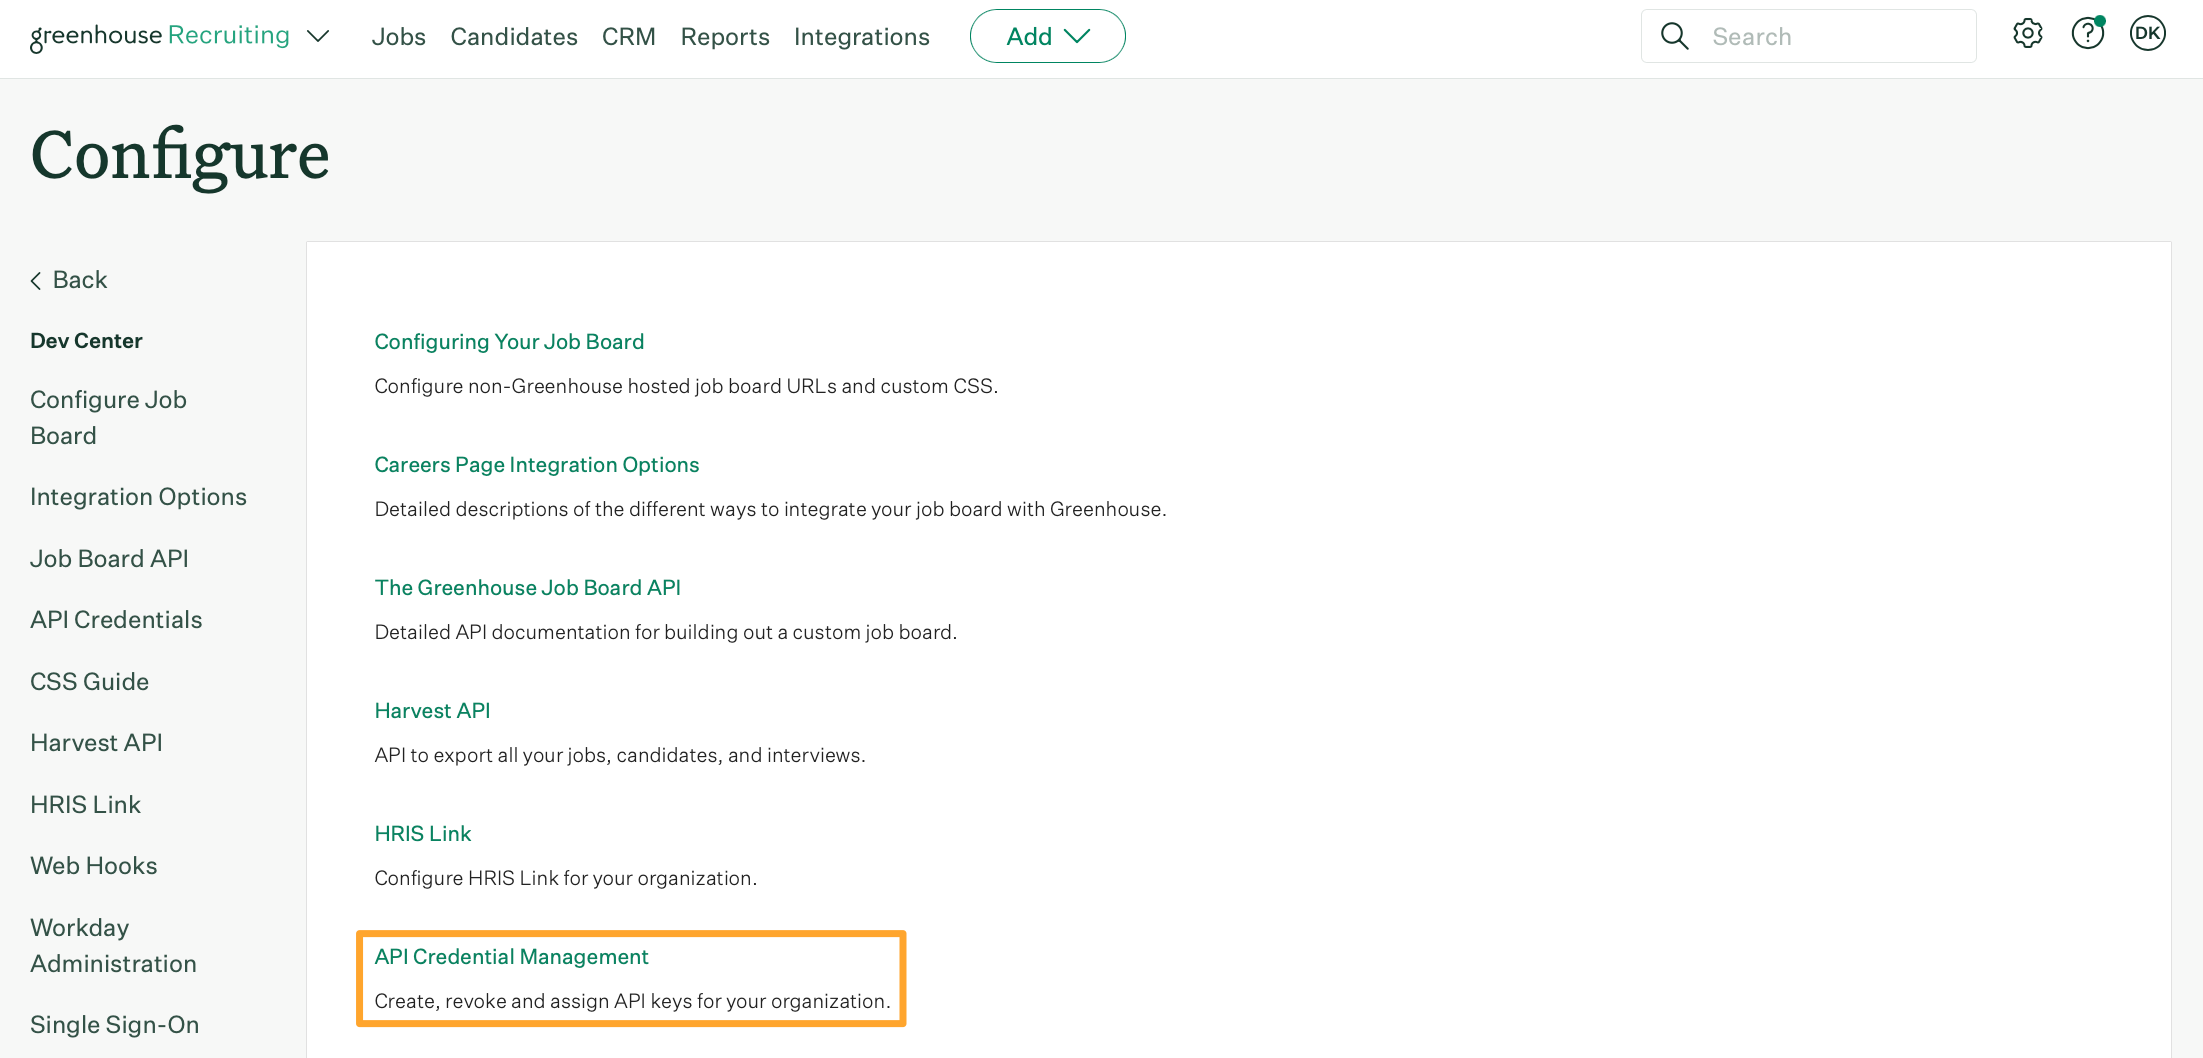 greenhouse Recruiting
Jobs Candidates CRM Reports Integrations Add
Search
DK
Configure
Back
Dev Center
Configure Job
Board
Integration Options
Job Board API
API Credentials
CSS Guide
Harvest API
HRIS Link
Web Hooks
Workday
Administration
Single Sign-On
Configuring Your Job Board
Configure non-Greenhouse hosted job board URLs and custom CSS.
Careers Page Integration Options
Detailed descriptions of the different ways to integrate your job board with Greenhouse.
The Greenhouse Job Board API
Detailed API documentation for building out a custom job board.
Harvest API
API to export all your jobs, candidates, and interviews.
HRIS Link
Configure HRIS Link for your organization.
API Credential Management
Create, revoke and assign API keys for your organization.